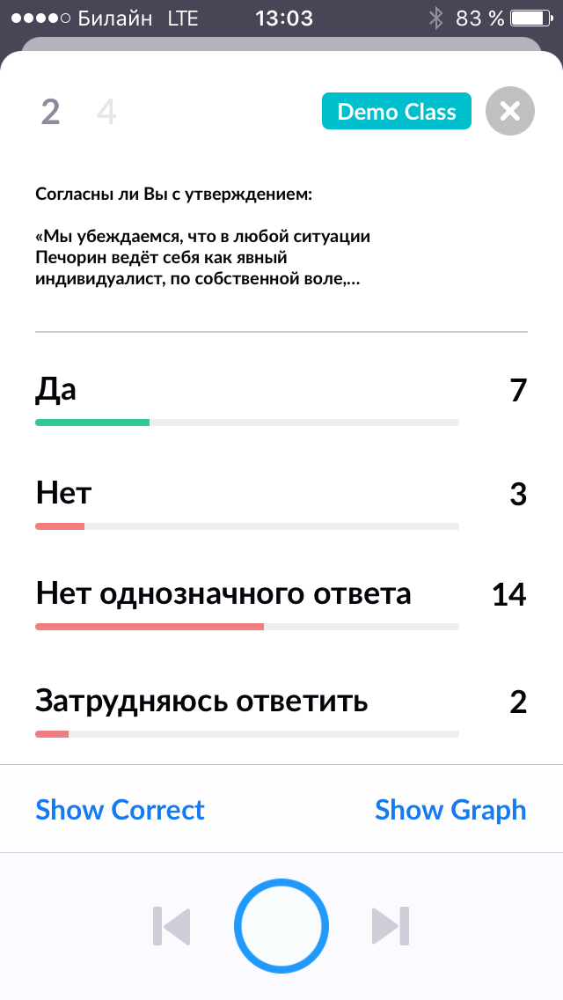 Билайн LTE 13:03 83 %
2 4 Demo Class
Согласны ли Вы с утверждением:
«Мы убеждаемся, что в любой ситуации
Печорин ведёт себя как явный
индивидуалист, по собственной воле,...
Да 7
Нет 3
Нет однозначного ответа 14
Затрудняюсь ответить 2
Show Correct Show Graph